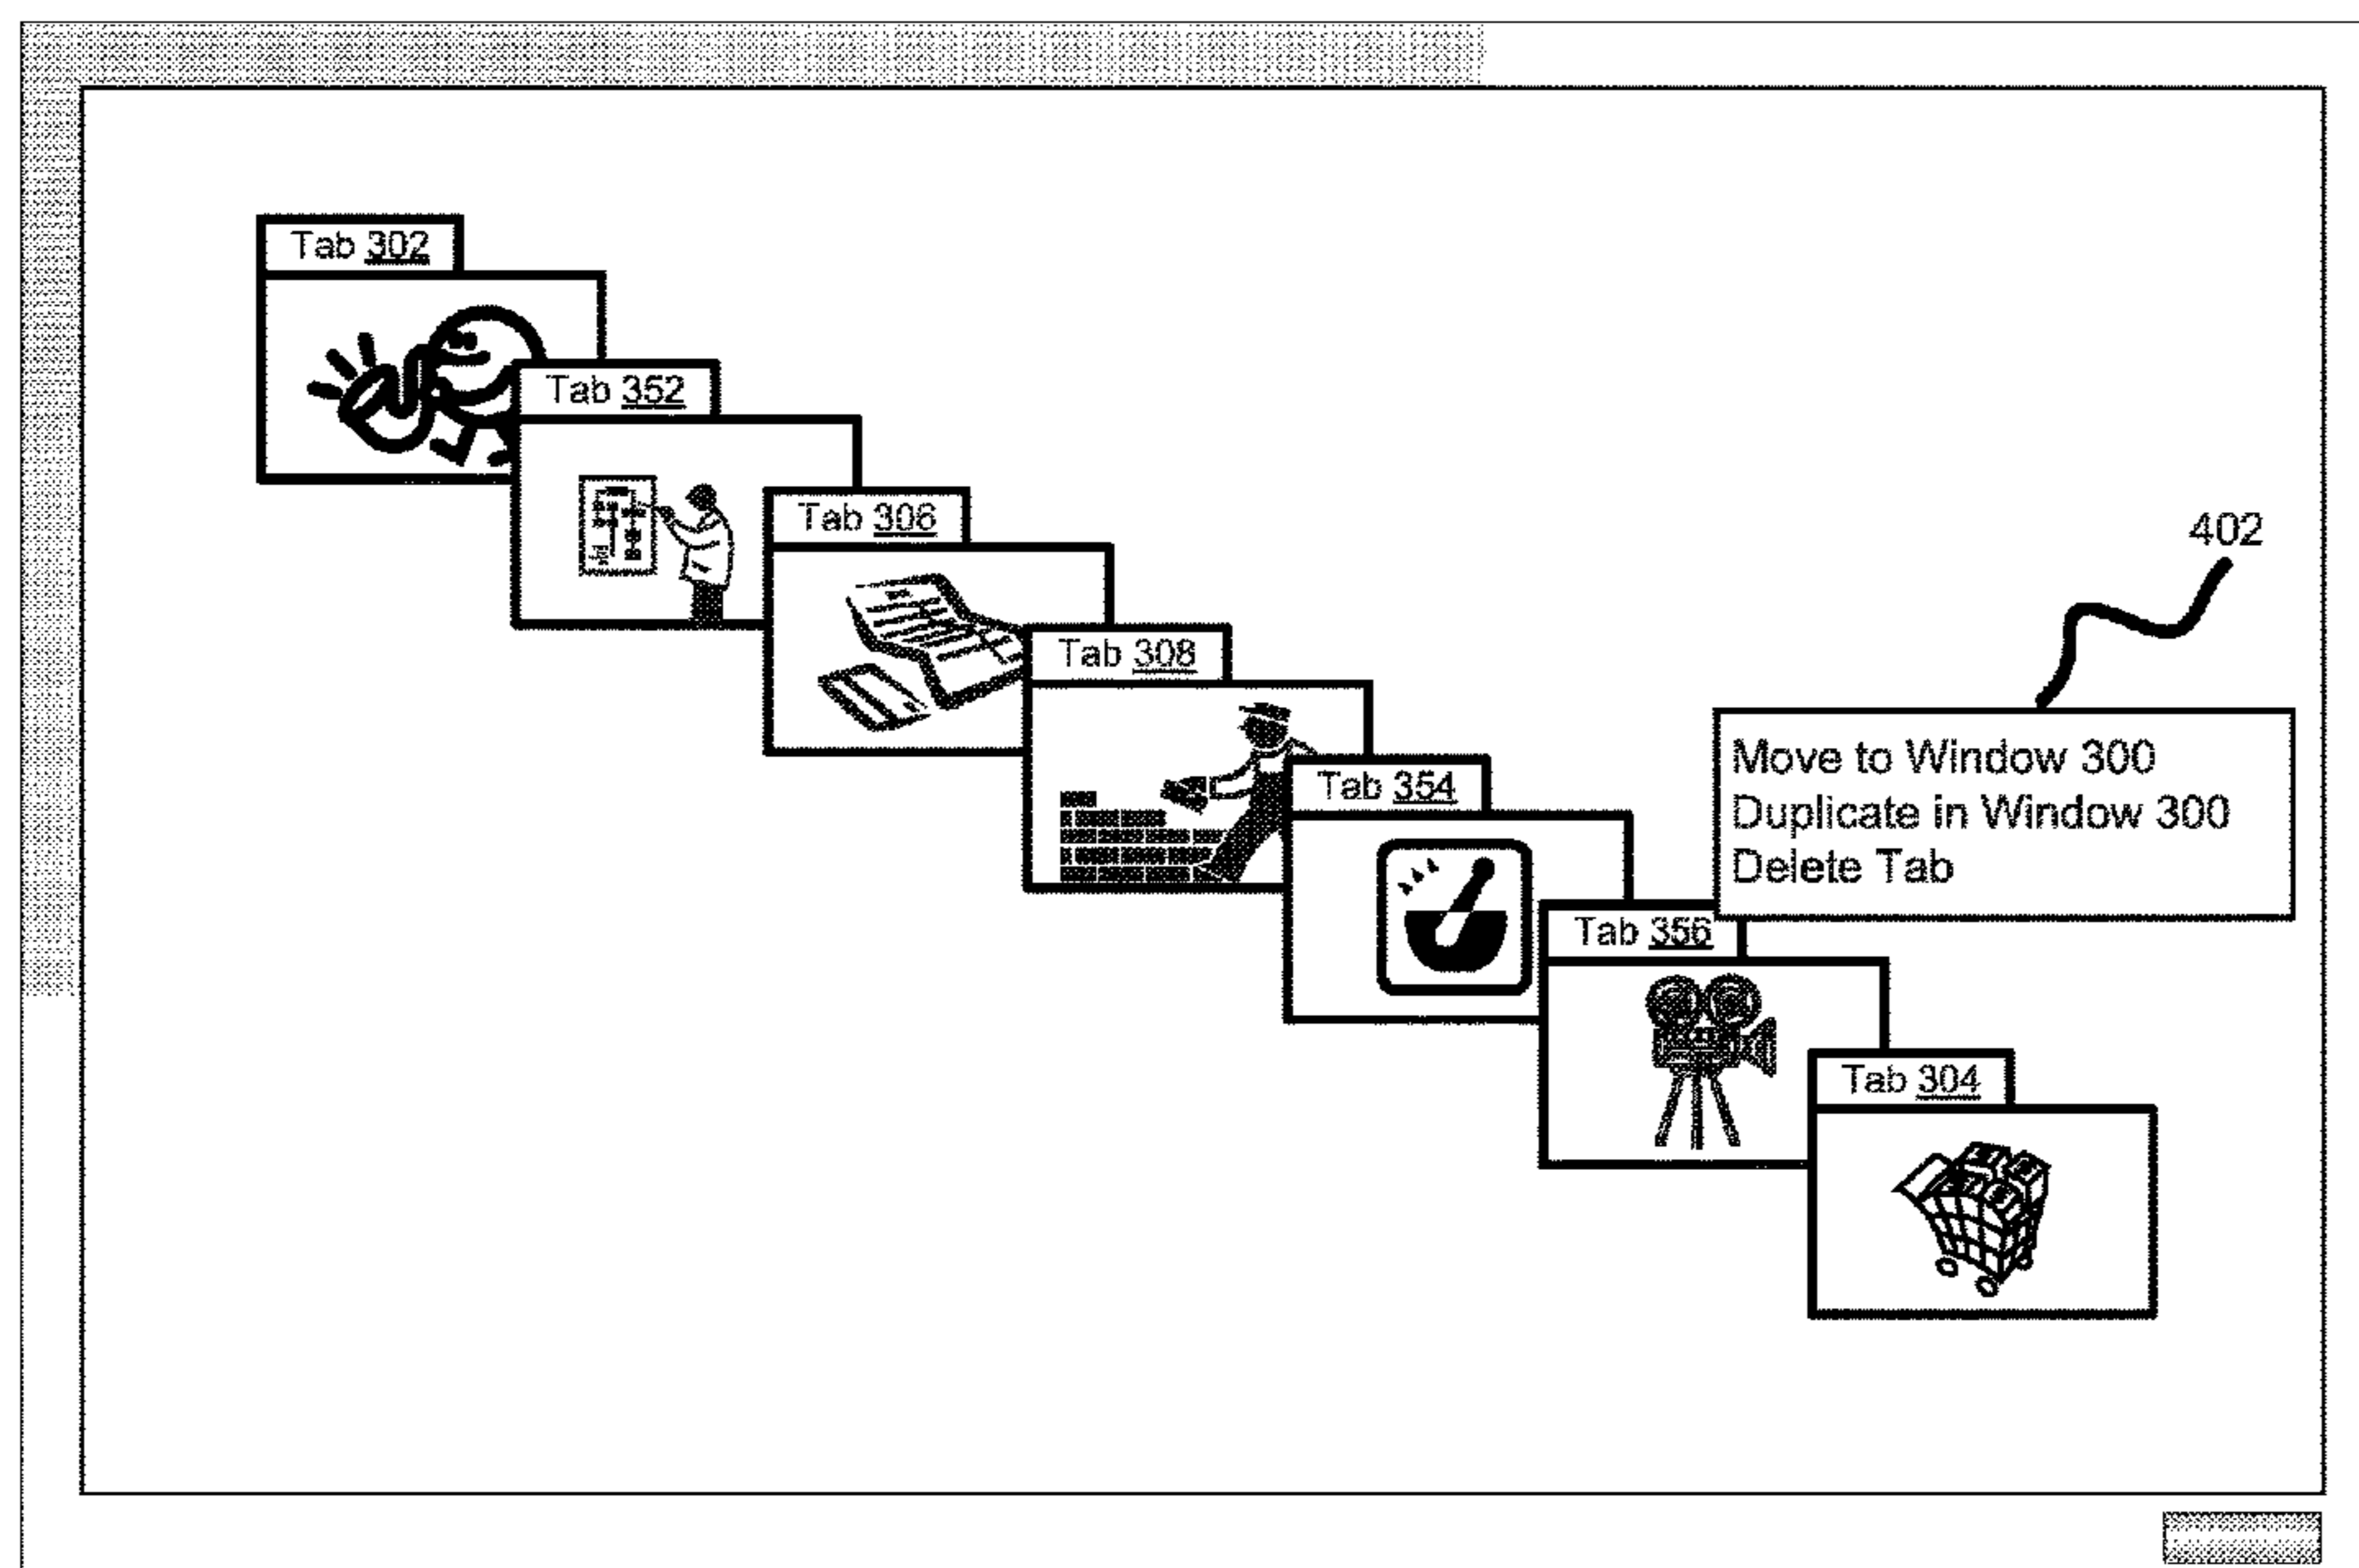 Tab 302
Tab 352
Tab 306
402
Tab 308
Move to Window 300
Duplicate in Window 300
Delete Tab
Tab 354
Tab 356
Tab 304